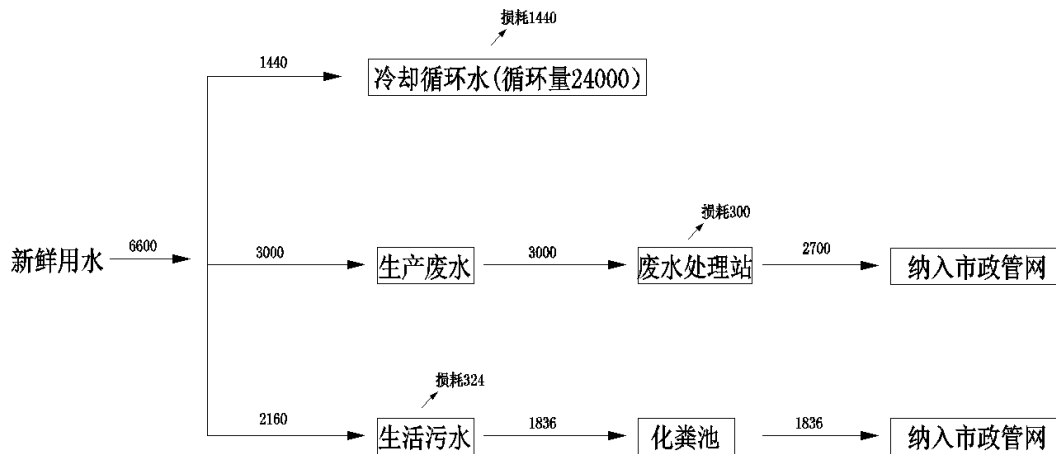 损耗1440
1440
冷却循环水(循环量24000)
损耗300
新鲜用水
6600
3000
生产废水
3000
废水处理站
2700
纳入市政管网
损耗324
2160
生活污水
1836
化粪池
1836
纳入市政管网